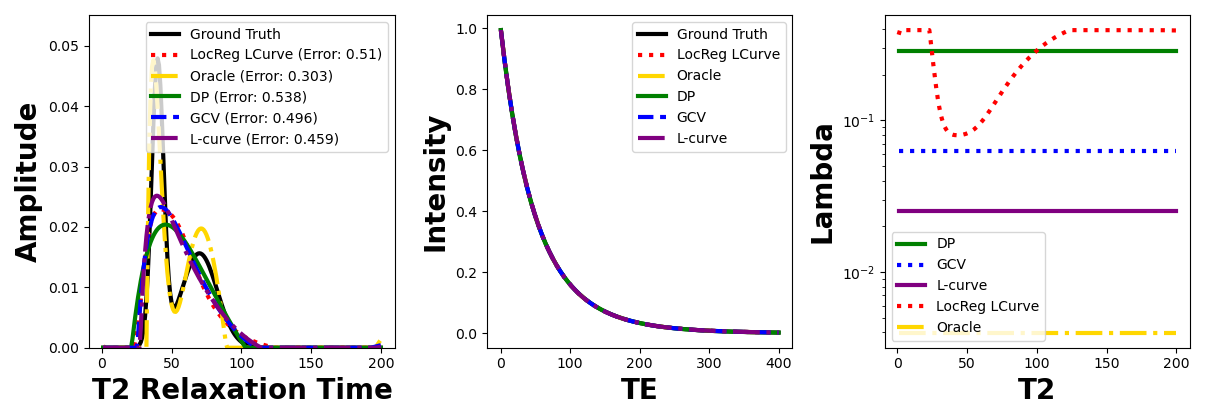 Amplitude
0.05
0.04
0.03
0.02
0.01
0.00
Ground Truth
LocReg LCurve (Error: 0.51)
Oracle (Error: 0.303)
DP (Error: 0.538)
GCV (Error: 0.496)
L-curve (Error: 0.459)
0 50 100 150 200
T2 Relaxation Time
Intensity
1.0
0.8
0.6
0.4
0.2
0.0
Ground Truth
LocReg LCurve
Oracle
DP
GCV
L-curve
0 100 200 300 400
TE
Lambda
10⁻¹
10⁻²
DP
GCV
L-curve
LocReg LCurve
Oracle
0 50 100 150 200
T2